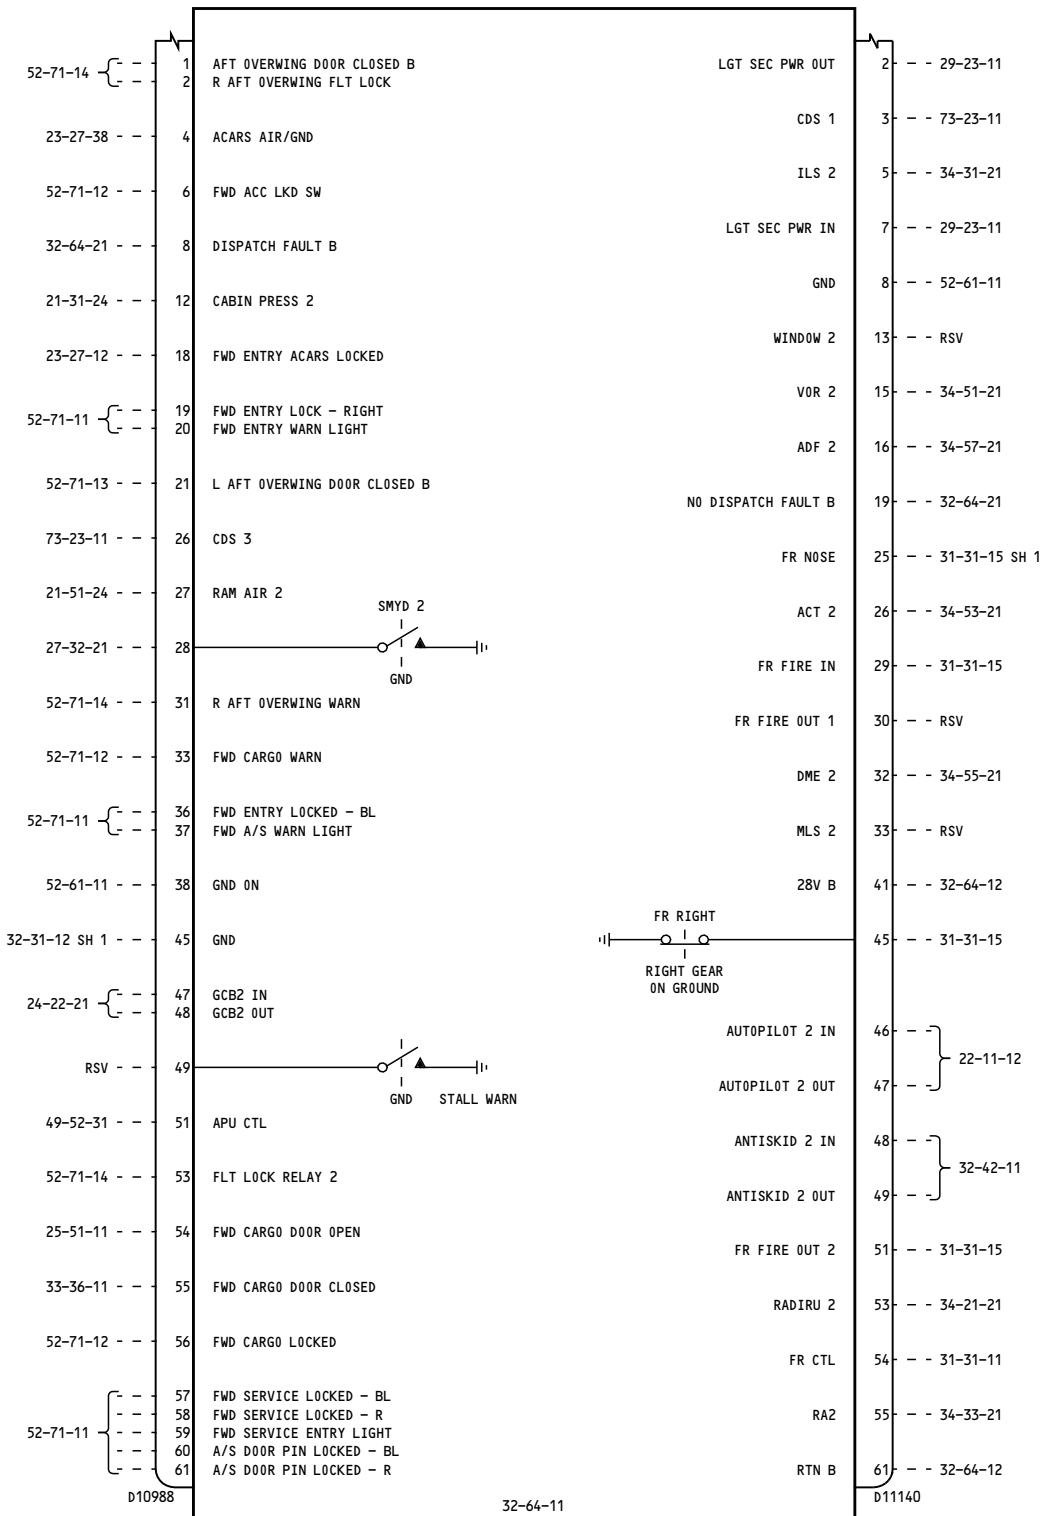 52-71-14
1 AFT OVERWING DOOR CLOSED B
2 R AFT OVERWING FLT LOCK
23-27-38 4 ACARS AIR/GND
52-71-12 6 FWD ACC LKD SW
32-64-21 8 DISPATCH FAULT B
21-31-24 12 CABIN PRESS 2
23-27-12 18 FWD ENTRY ACARS LOCKED
52-71-11
19 FWD ENTRY LOCK - RIGHT
20 FWD ENTRY WARN LIGHT
52-71-13 21 L AFT OVERWING DOOR CLOSED B
73-23-11 26 CDS 3
21-51-24 27 RAM AIR 2
SMYD 2
27-32-21 28
GND
52-71-14 31 R AFT OVERWING WARN
52-71-12 33 FWD CARGO WARN
52-71-11
36 FWD ENTRY LOCKED - BL
37 FWD A/S WARN LIGHT
52-61-11 38 GND ON
32-31-12 SH 1 45 GND
24-22-21
47 GCB2 IN
48 GCB2 OUT
RSV 49
GND STALL WARN
49-52-31 51 APU CTL
52-71-14 53 FLT LOCK RELAY 2
25-51-11 54 FWD CARGO DOOR OPEN
33-36-11 55 FWD CARGO DOOR CLOSED
52-71-12 56 FWD CARGO LOCKED
52-71-11
57 FWD SERVICE LOCKED - BL
58 FWD SERVICE LOCKED - R
59 FWD SERVICE ENTRY LIGHT
60 A/S DOOR PIN LOCKED - BL
61 A/S DOOR PIN LOCKED - R
D10988
LGT SEC PWR OUT 2 29-23-11
CDS 1 3 73-23-11
ILS 2 5 34-31-21
LGT SEC PWR IN 7 29-23-11
GND 8 52-61-11
WINDOW 2 13 RSV
VOR 2 15 34-51-21
ADF 2 16 34-57-21
NO DISPATCH FAULT B 19 32-64-21
FR NOSE 25 31-31-15 SH 1
ACT 2 26 34-53-21
FR FIRE IN 29 31-31-15
FR FIRE OUT 1 30 RSV
DME 2 32 34-55-21
MLS 2 33 RSV
28V B 41 32-64-12
FR RIGHT
45 31-31-15
RIGHT GEAR
ON GROUND
AUTOPILOT 2 IN 46
22-11-12
AUTOPILOT 2 OUT 47
ANTISKID 2 IN 48
32-42-11
ANTISKID 2 OUT 49
FR FIRE OUT 2 51 31-31-15
RADIRU 2 53 34-21-21
FR CTL 54 31-31-11
RA2 55 34-33-21
RTN B 61 32-64-12
D11140
32-64-11